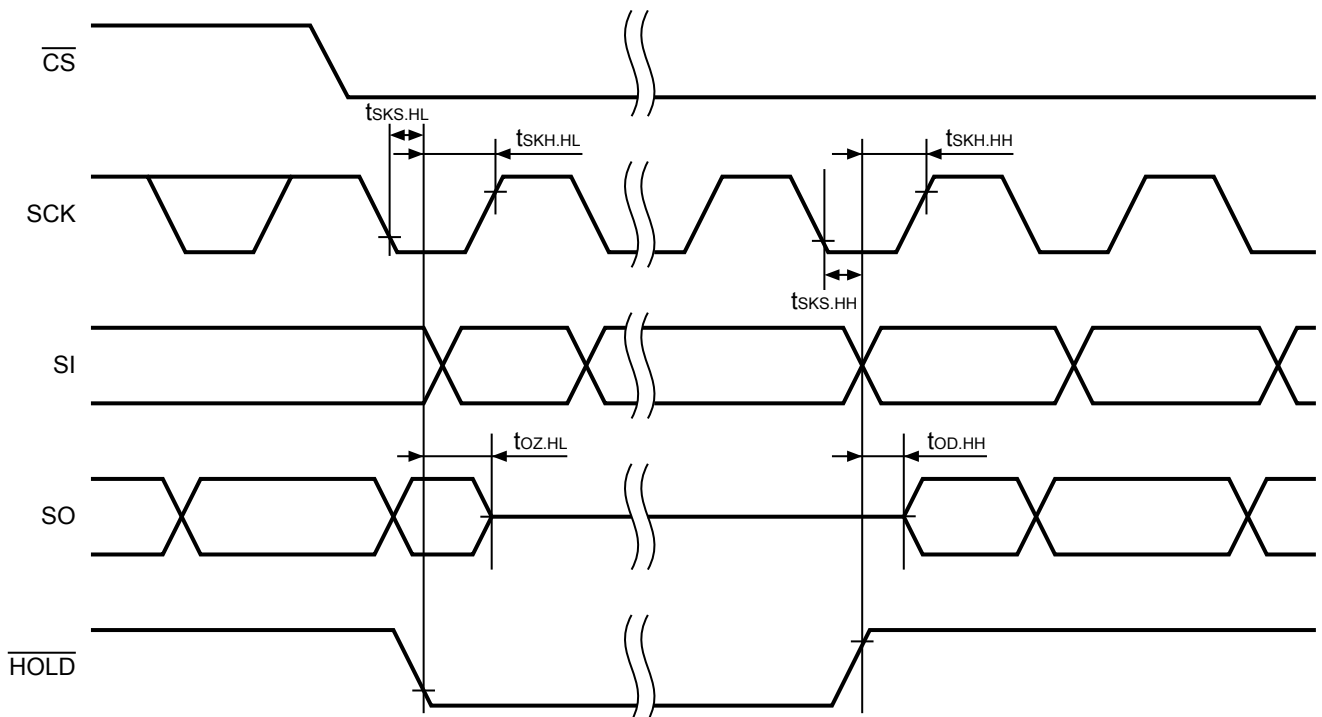 CS
tSKS.HL
tSKH.HL
tSKH.HH
SCK
tSKS.HH
SI
tOZ.HL
tOD.HH
SO
HOLD